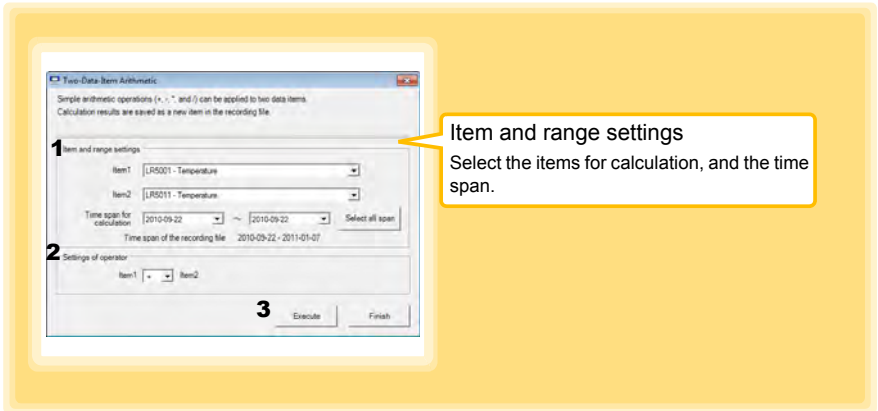 Two-Data-Item Arithmetic
Simple arithmetic operations (+, -, *, and /) can be applied to two data items.
Calculation results are saved as a new item in the recording file.
1
Item and range settings
Item1 LR5001 - Temperature
Item2 LR5011 - Temperature
Time span for
calculation
2010-09-22 ~ 2010-09-22 Select all span
Time span of the recording file 2010-09-22 - 2011-01-07
2
Settings of operator
Item1 Item2
3
Execute Finish
Item and range settings
Select the items for calculation, and the time
span.